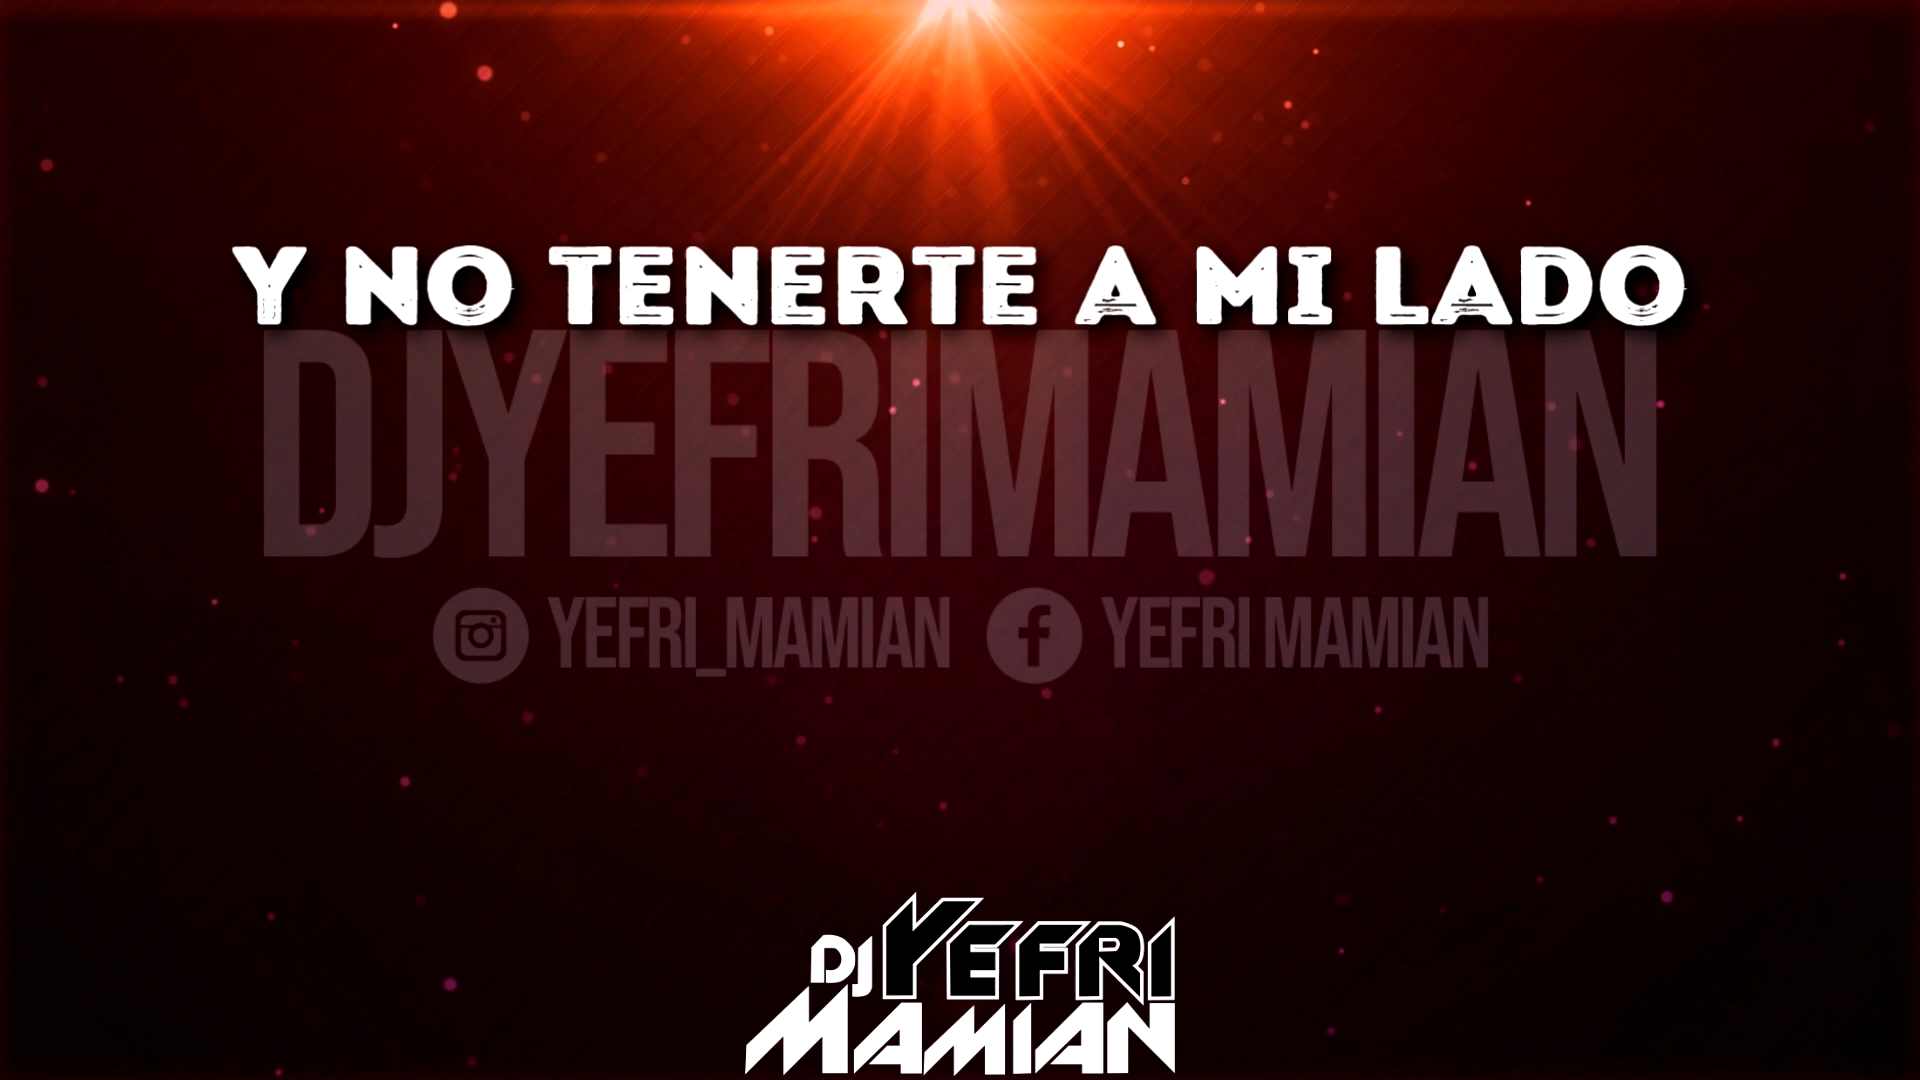 Y NO TENERTE A MI LADO
DJYEFRIMAMIAN
YEFRI_MAMIAN YEFRI MAMIAN
DJ YEFRI
MAMIAN